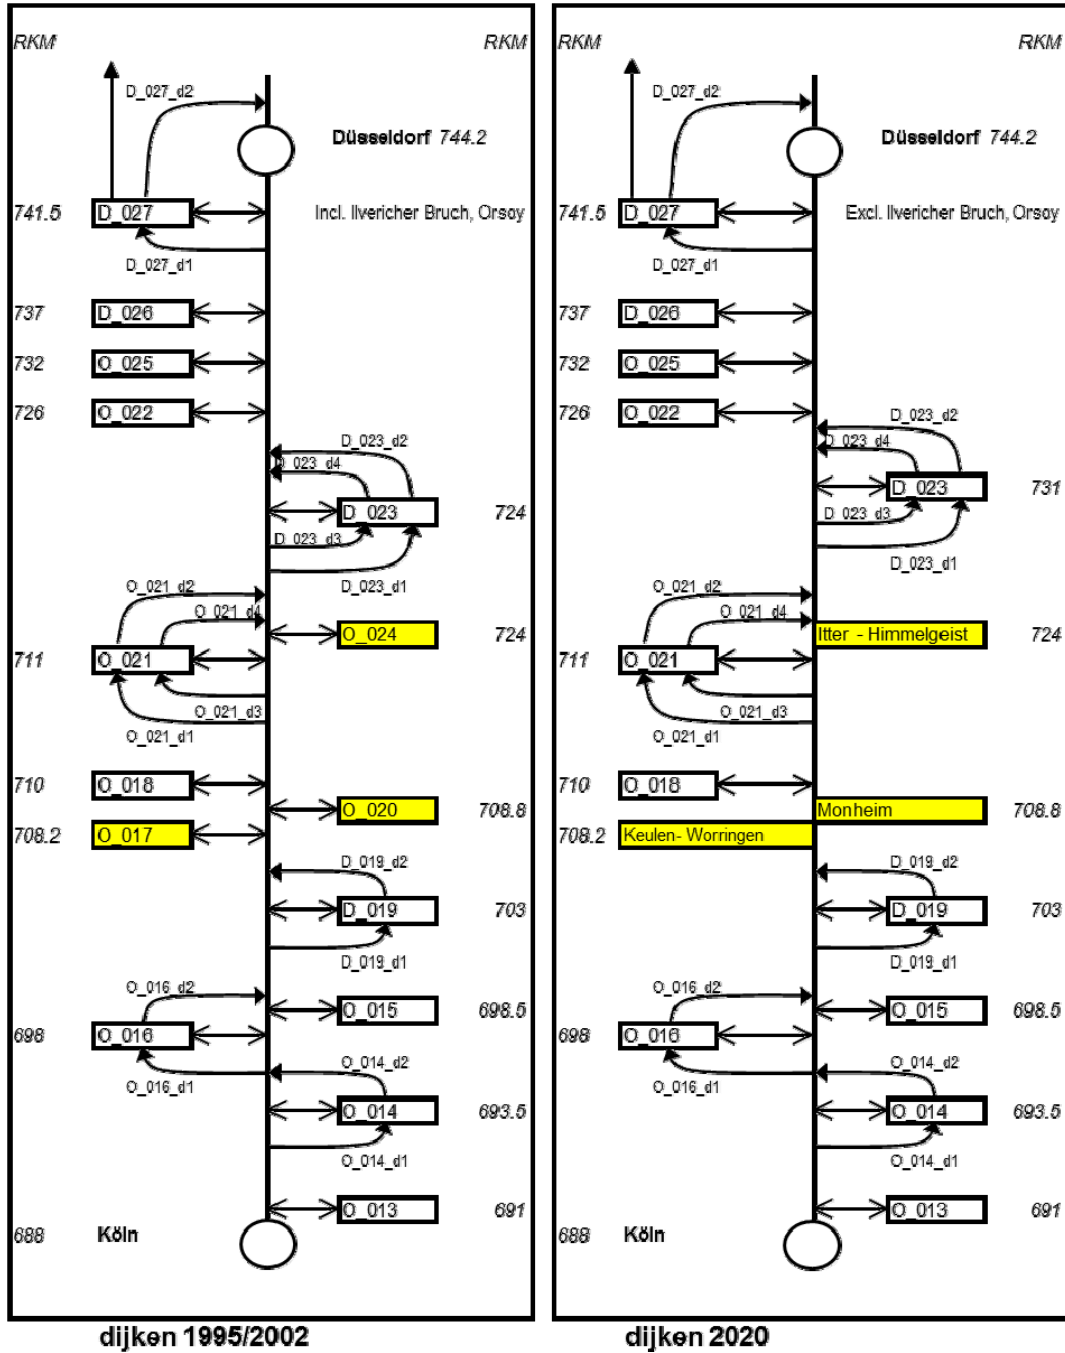 RKM RKM
D_027_d2
Düsseldorf 744.2
741.5 D_027 Incl. Ilvericher Bruch, Orsoy
D_027_d1
737 D_026
732 O_025
726 O_022
D_023_d2
D_023_d4
D_023 724
D_023_d3
D_023_d1
O_021_d2
O_021_d4
O_024 724
711 O_021
O_021_d3
O_021_d1
710 O_018
O_020 708.8
708.2 O_017
D_019_d2
D_019 703
D_019_d1
O_016_d2
O_015 698.5
698 O_016
O_014_d2
O_016_d1
O_014 693.5
O_014_d1
O_013 691
688 Köln
dijken 1995/2002
RKM RKM
D_027_d2
Düsseldorf 744.2
741.5 D_027 Excl. Ilvericher Bruch, Orsoy
D_027_d1
737 D_026
732 O_025
726 O_022
D_023_d2
D_023_d4
D_023 731
D_023_d3
D_023_d1
O_021_d2
O_021_d4
Itter - Himmelgeist 724
711 O_021
O_021_d3
O_021_d1
710 O_018
Monheim 708.8
708.2 Keulen- Worringen
D_019_d2
D_019 703
D_019_d1
O_016_d2
O_015 698.5
698 O_016
O_014_d2
O_016_d1
O_014 693.5
O_014_d1
O_013 691
688 Köln
dijken 2020